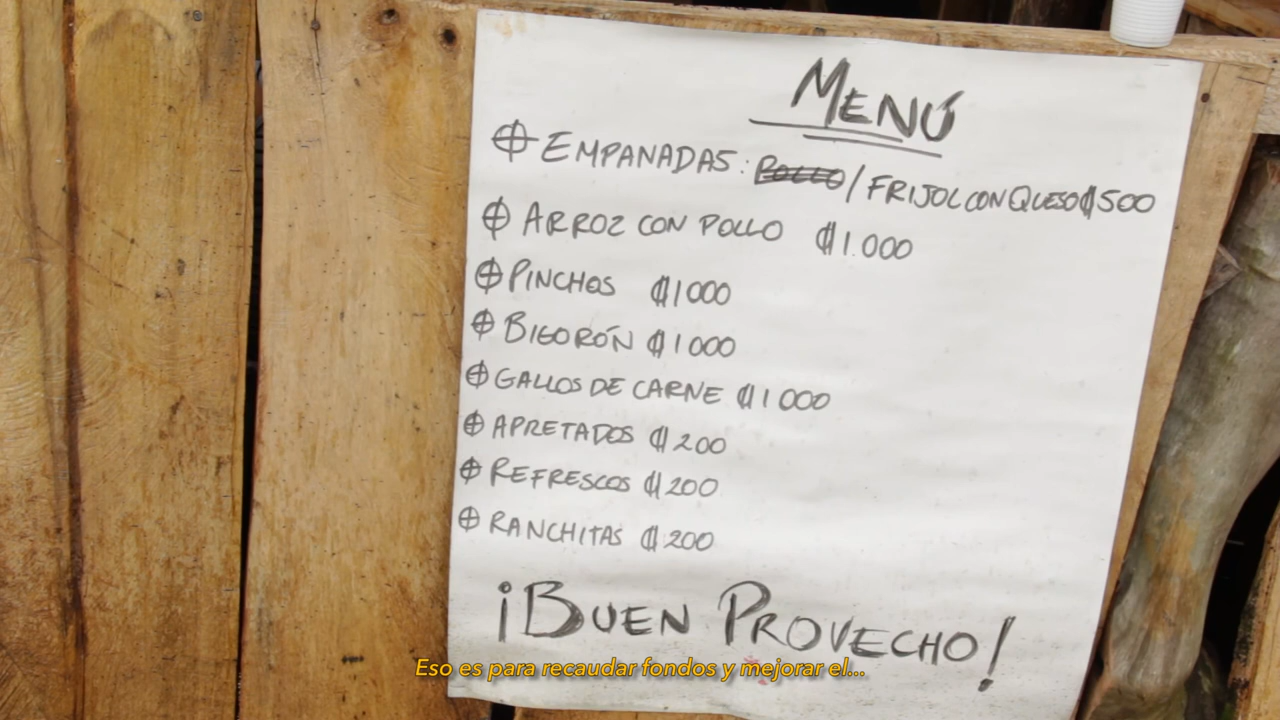 MENÚ
EMPANADAS: POLLO / FRIJOL CON QUESO ₡500
ARROZ CON POLLO ₡1.000
PINCHOS ₡1000
BIGORÓN ₡1000
GALLOS DE CARNE ₡1000
APRETADOS ₡200
REFRESCOS ₡200
RANCHITAS ₡200
¡BUEN PROVECHO!
Eso es para recaudar fondos y mejorar el...